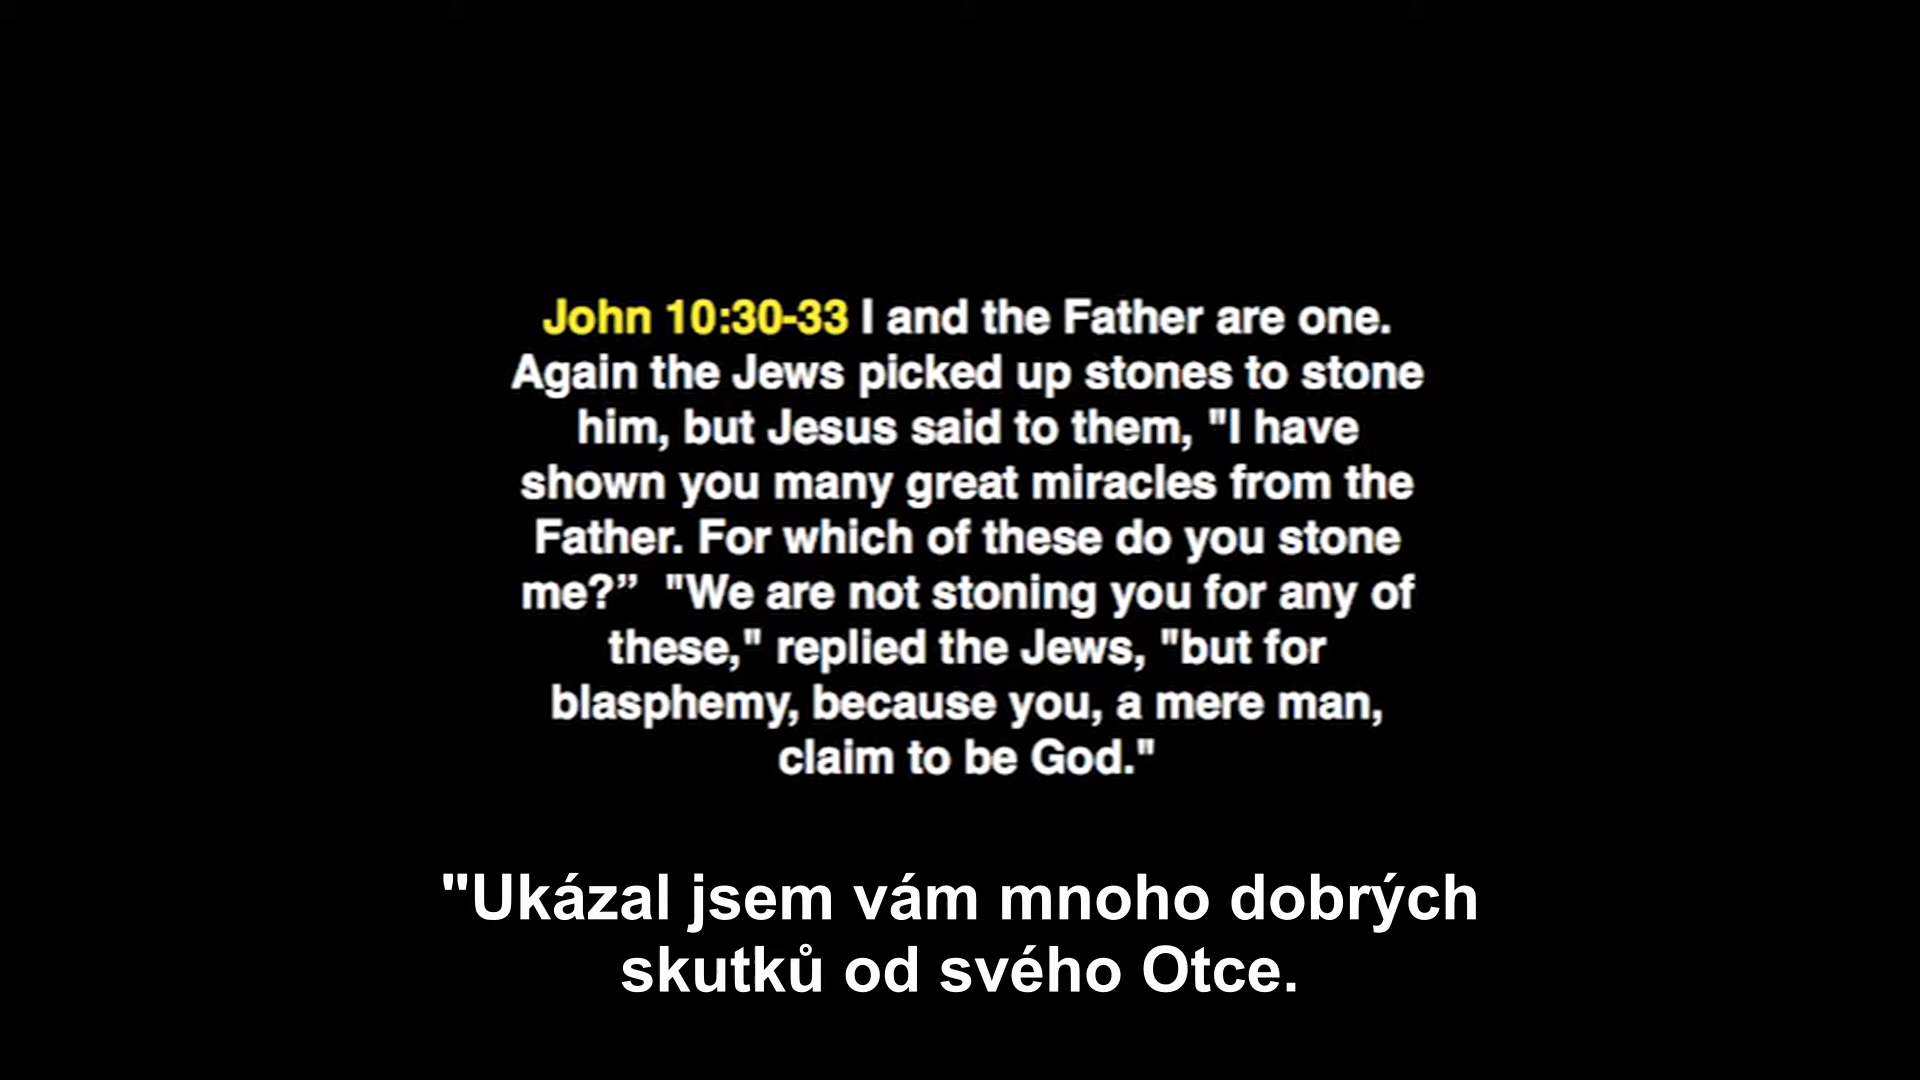 John 10:30-33 I and the Father are one.
Again the Jews picked up stones to stone
him, but Jesus said to them, "I have
shown you many great miracles from the
Father. For which of these do you stone
me?”  "We are not stoning you for any of
these," replied the Jews, "but for
blasphemy, because you, a mere man,
claim to be God."
"Ukázal jsem vám mnoho dobrých
skutků od svého Otce.